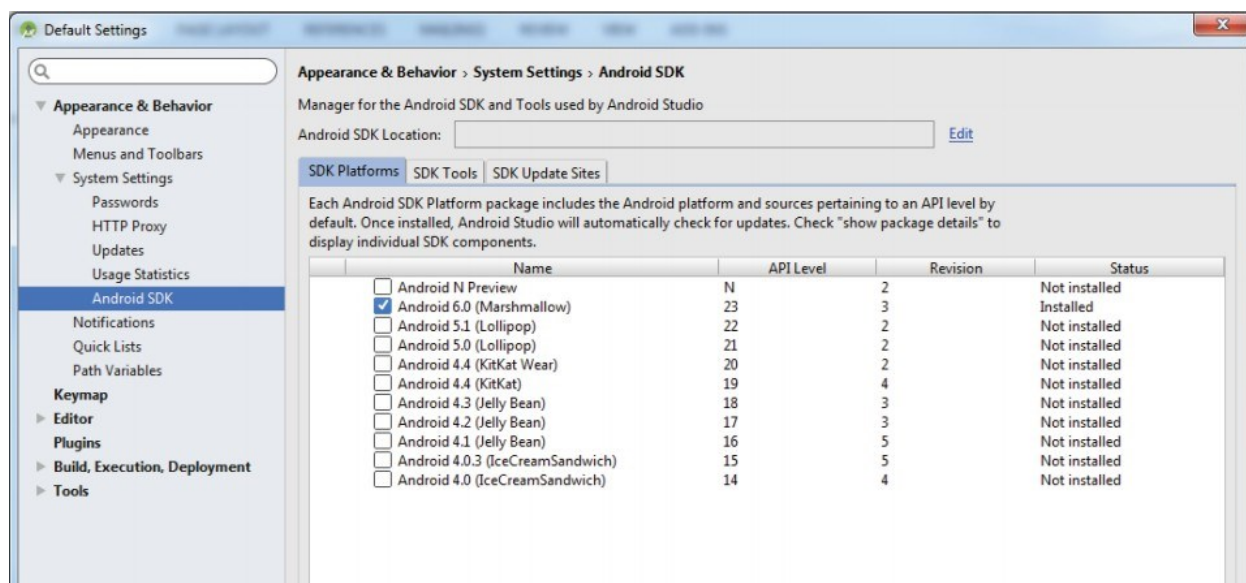 Default Settings
Appearance & Behavior
Appearance
Menus and Toolbars
System Settings
Passwords
HTTP Proxy
Updates
Usage Statistics
Android SDK
Notifications
Quick Lists
Path Variables
Keymap
Editor
Plugins
Build, Execution, Deployment
Tools
Appearance & Behavior › System Settings › Android SDK
Manager for the Android SDK and Tools used by Android Studio
Android SDK Location: Edit
SDK Platforms SDK Tools SDK Update Sites
Each Android SDK Platform package includes the Android platform and sources pertaining to an API level by
default. Once installed, Android Studio will automatically check for updates. Check "show package details" to
display individual SDK components.
Name API Level Revision Status
Android N Preview N 2 Not installed
Android 6.0 (Marshmallow) 23 3 Installed
Android 5.1 (Lollipop) 22 2 Not installed
Android 5.0 (Lollipop) 21 2 Not installed
Android 4.4 (KitKat Wear) 20 2 Not installed
Android 4.4 (KitKat) 19 4 Not installed
Android 4.3 (Jelly Bean) 18 3 Not installed
Android 4.2 (Jelly Bean) 17 3 Not installed
Android 4.1 (Jelly Bean) 16 5 Not installed
Android 4.0.3 (IceCreamSandwich) 15 5 Not installed
Android 4.0 (IceCreamSandwich) 14 4 Not installed